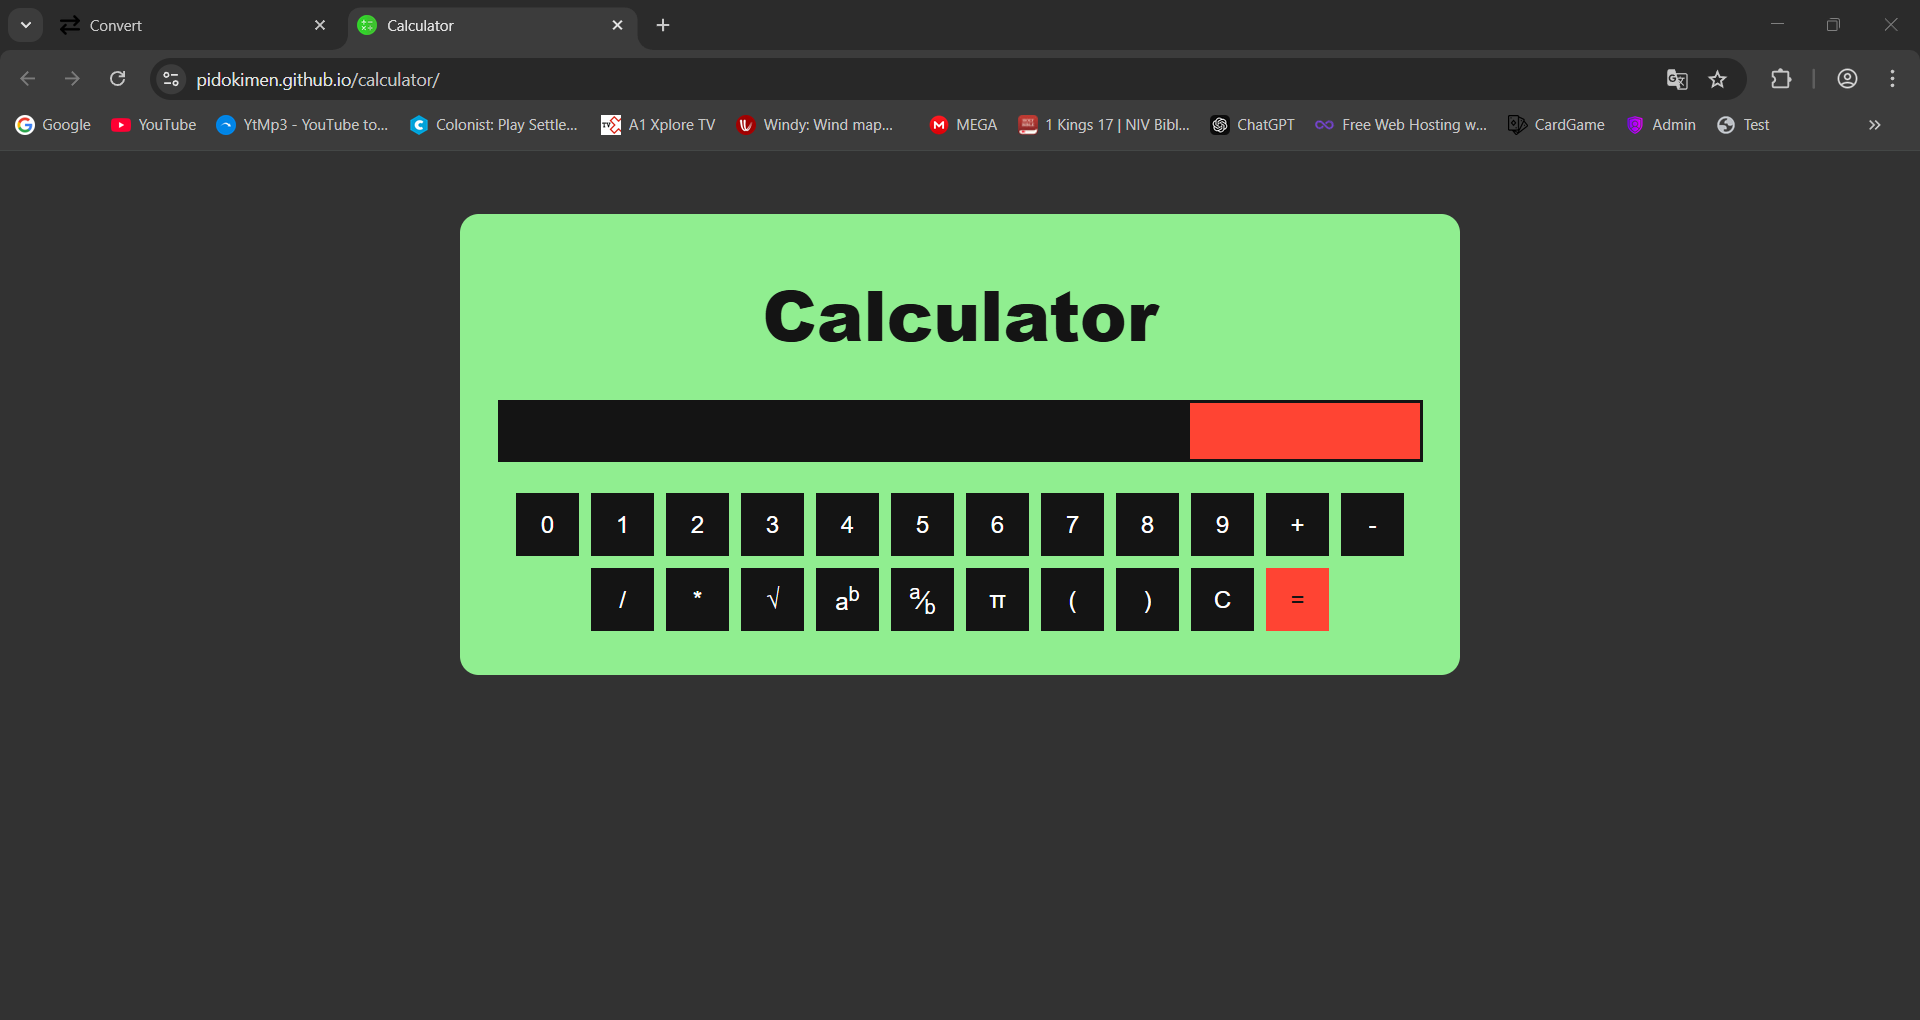 Convert
Calculator
pidokimen.github.io/calculator/
Google YouTube YtMp3 - YouTube to... Colonist: Play Settle... A1 Xplore TV Windy: Wind map... MEGA 1 Kings 17 | NIV Bibl... ChatGPT Free Web Hosting w... CardGame Admin Test
Calculator
0 1 2 3 4 5 6 7 8 9 + -
/ * √ aᵇ a⁄b π ( ) C =